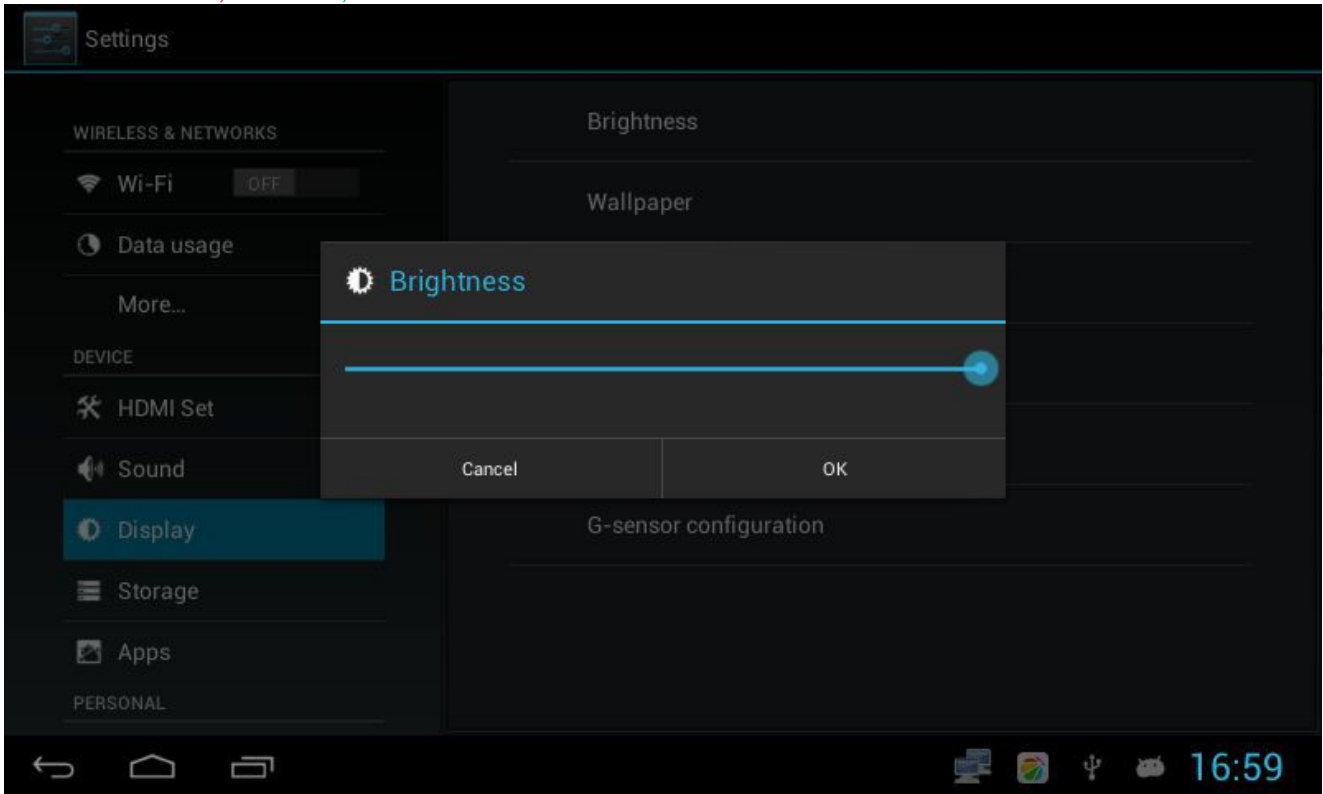 Settings
WIRELESS & NETWORKS
Wi-Fi OFF
Data usage
More...
DEVICE
HDMI Set
Sound
Display
Storage
Apps
PERSONAL
Brightness
Wallpaper
G-sensor configuration
Brightness
Cancel OK
16:59